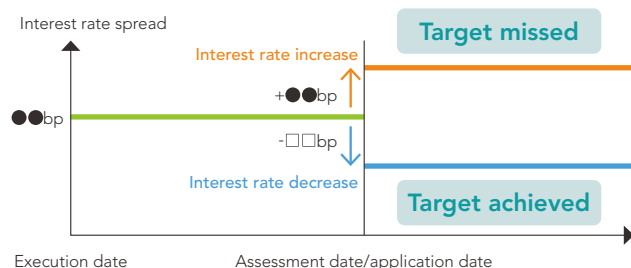 Interest rate spread
Target missed
Interest rate increase
+●●bp
●●bp
-□□bp
Interest rate decrease
Target achieved
Execution date
Assessment date/application date